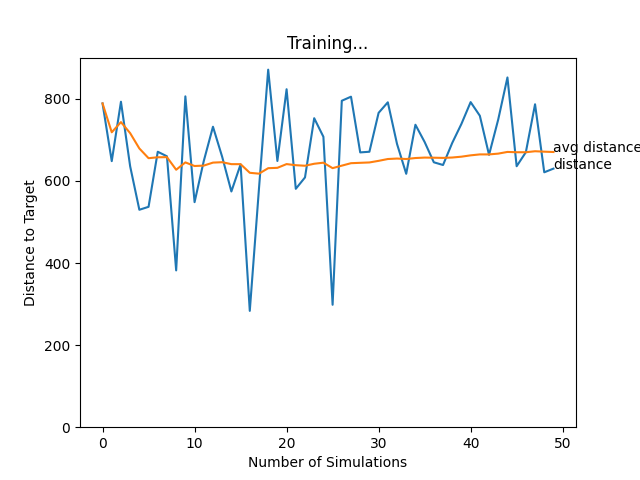 Training...
Distance to Target
800
600
400
200
0
avg distance
distance
0 10 20 30 40 50
Number of Simulations